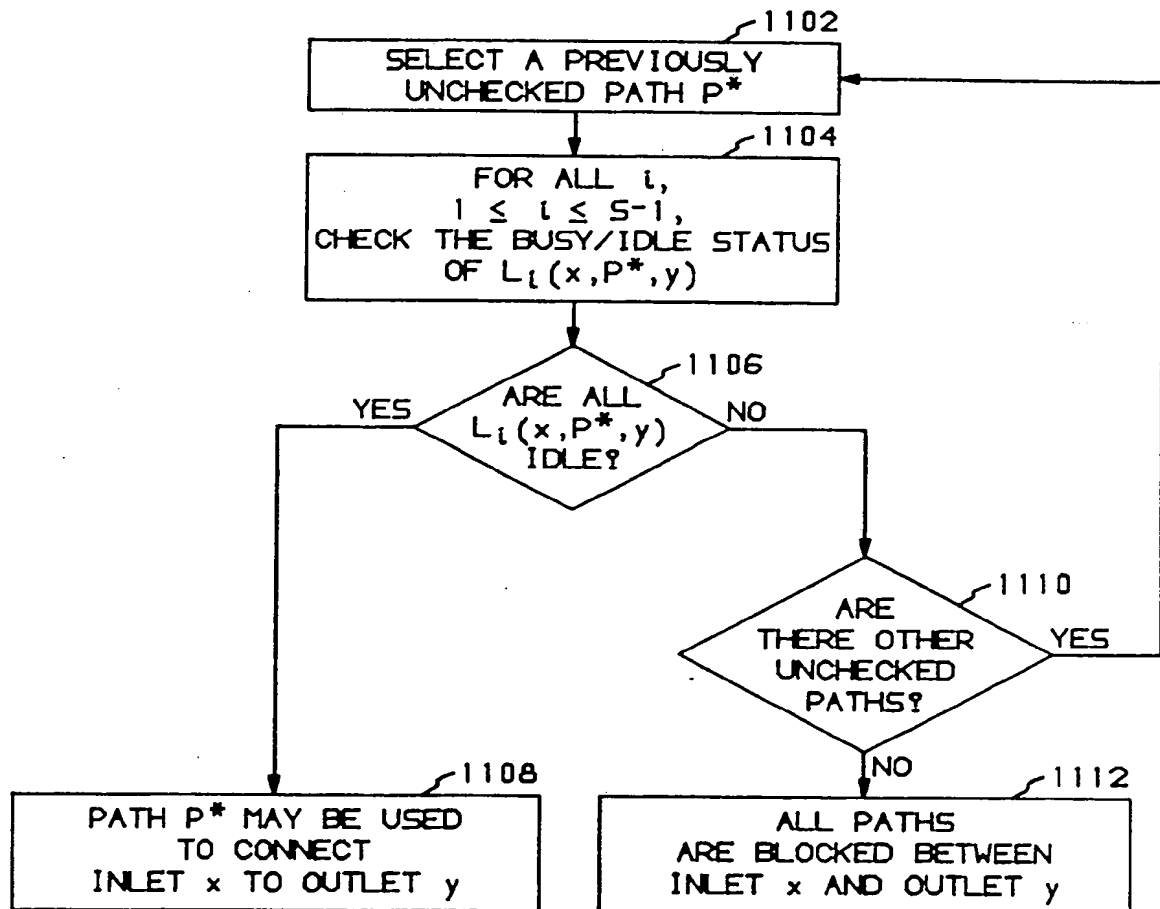 1102
SELECT A PREVIOUSLY
UNCHECKED PATH P*
1104
FOR ALL i,
1 ≤ i ≤ S-1,
CHECK THE BUSY/IDLE STATUS
OF Li(x,P*,y)
1106
ARE ALL
Li(x,P*,y)
IDLE?
YES
NO
1110
ARE
THERE OTHER
UNCHECKED
PATHS?
YES
NO
1108
PATH P* MAY BE USED
TO CONNECT
INLET x TO OUTLET y
1112
ALL PATHS
ARE BLOCKED BETWEEN
INLET x AND OUTLET y